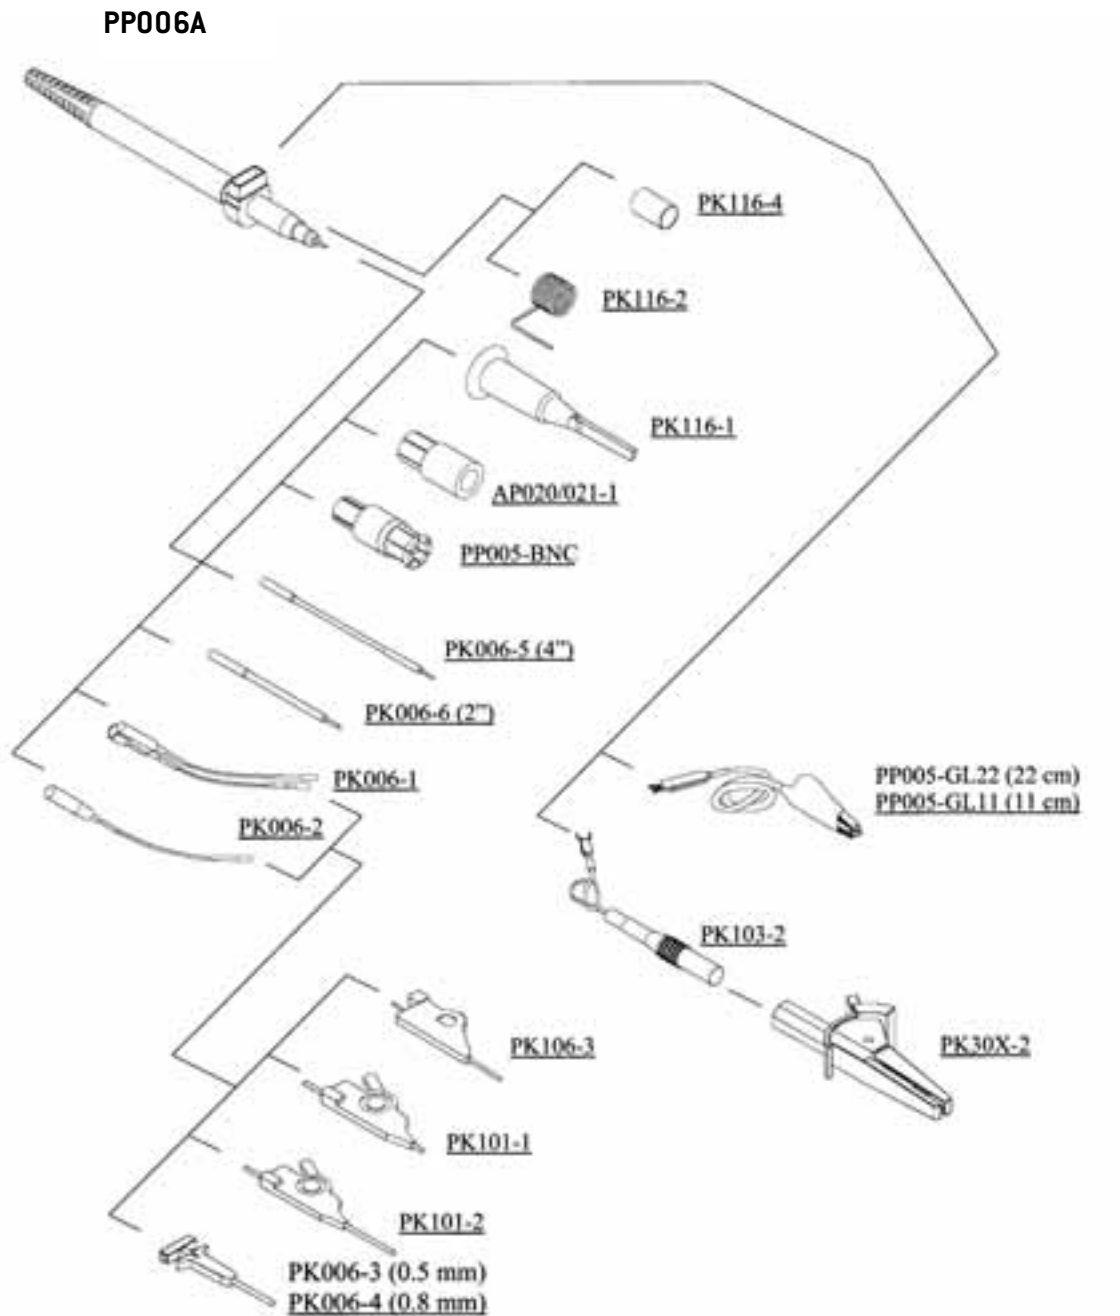 PP006A
PK116-4
PK116-2
PK116-1
AP020/021-1
PP005-BNC
PK006-5 (4”)
PK006-6 (2”)
PK006-1
PK006-2
PP005-GL22 (22 cm)
PP005-GL11 (11 cm)
PK103-2
PK30X-2
PK106-3
PK101-1
PK101-2
PK006-3 (0.5 mm)
PK006-4 (0.8 mm)